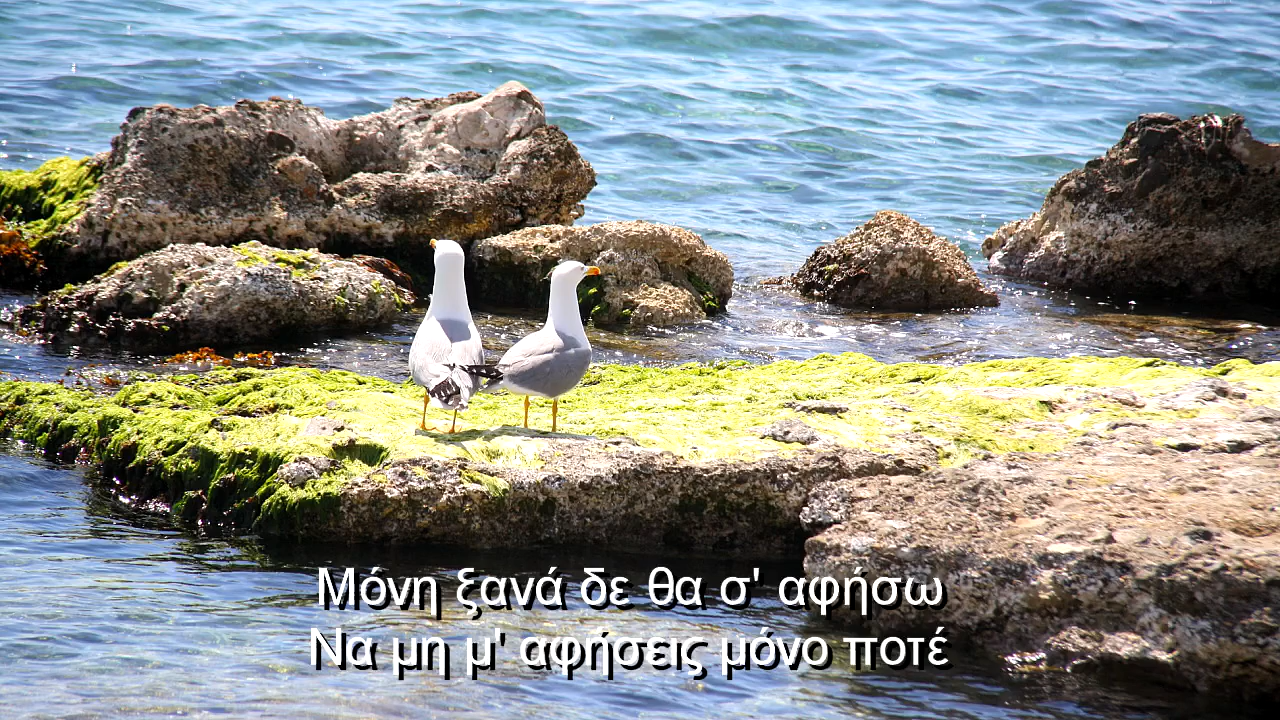 Μόνη ξανά δε θα σ' αφήσω
Να μη μ' αφήσεις μόνο ποτέ